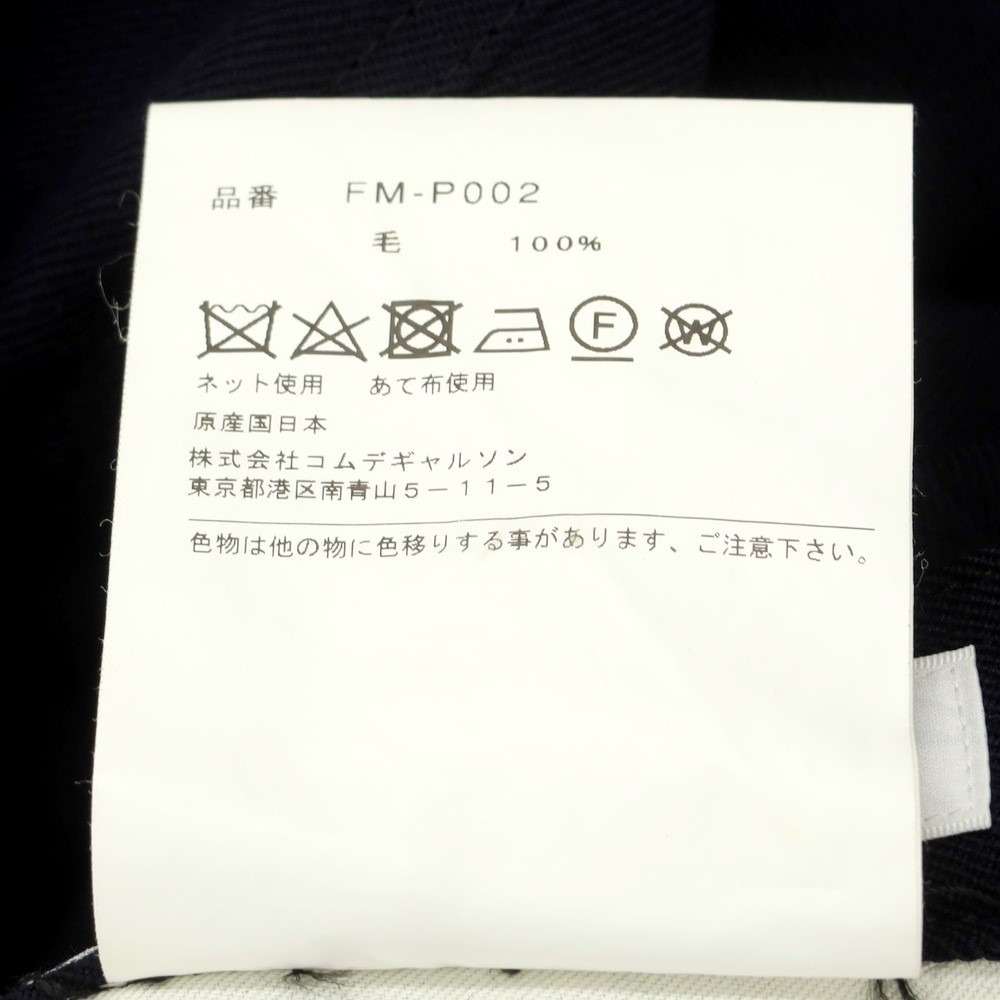 品番 FM-P002
毛 100%
F W
ネット使用 あて布使用
原産国日本
株式会社コムデギャルソン
東京都港区南青山5－11－5
色物は他の物に色移りする事があります、ご注意下さい。